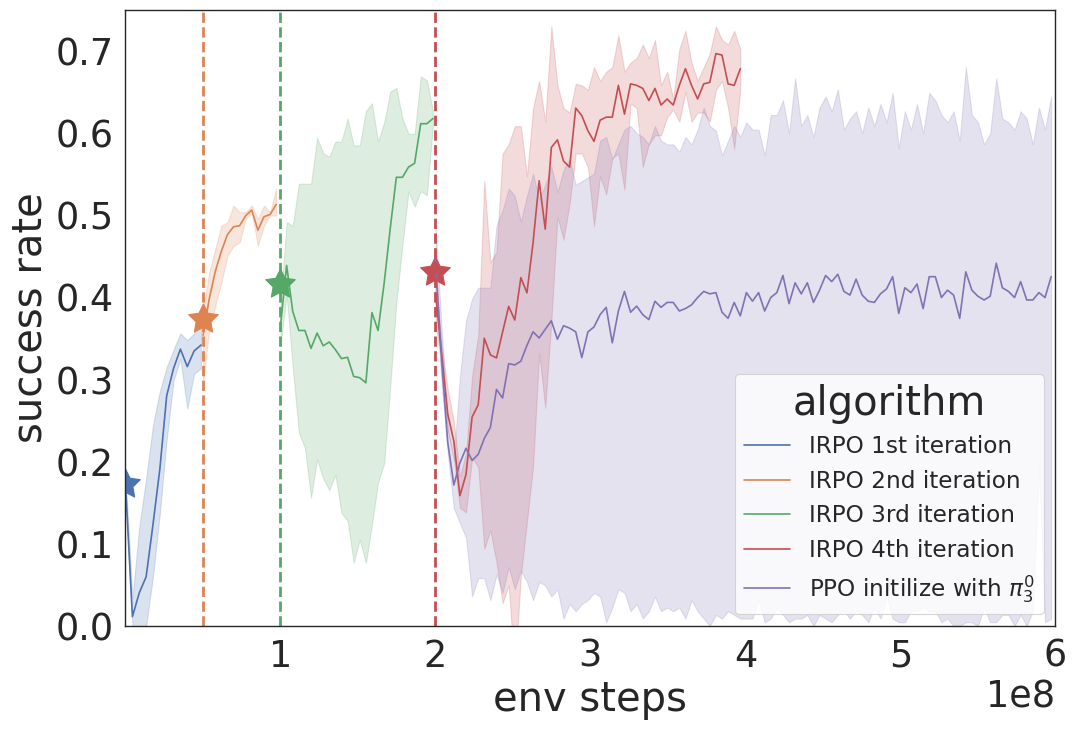 0.7
0.6
0.5
0.4
0.3
0.2
0.1
0.0
success rate
1
2
3
4
5
6
1e8
env steps
algorithm
IRPO 1st iteration
IRPO 2nd iteration
IRPO 3rd iteration
IRPO 4th iteration
PPO initilize with $\pi_3^0$